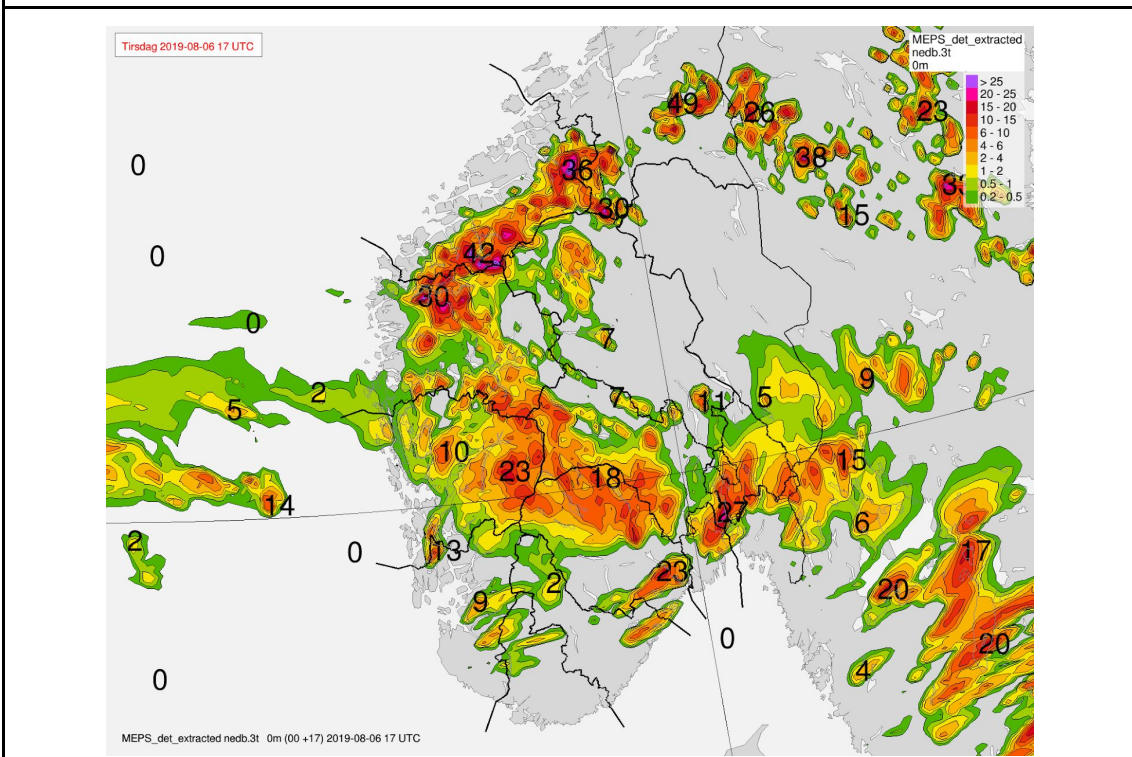 Tirsdag 2019-08-06 17 UTC
MEPS_det_extracted
nedb.3t
0m
> 25
20 - 25
15 - 20
10 - 15
6 - 10
4 - 6
2 - 4
1 - 2
0.5 - 1
0.2 - 0.5
49
26
23
38
0
36
30
15
0
42
30
0
7
2
5
7
11
5
9
10
23
18
15
14
27
6
2
0
13
17
23
2
20
9
0
20
4
0
MEPS_det_extracted nedb.3t 0m (00 +17) 2019-08-06 17 UTC